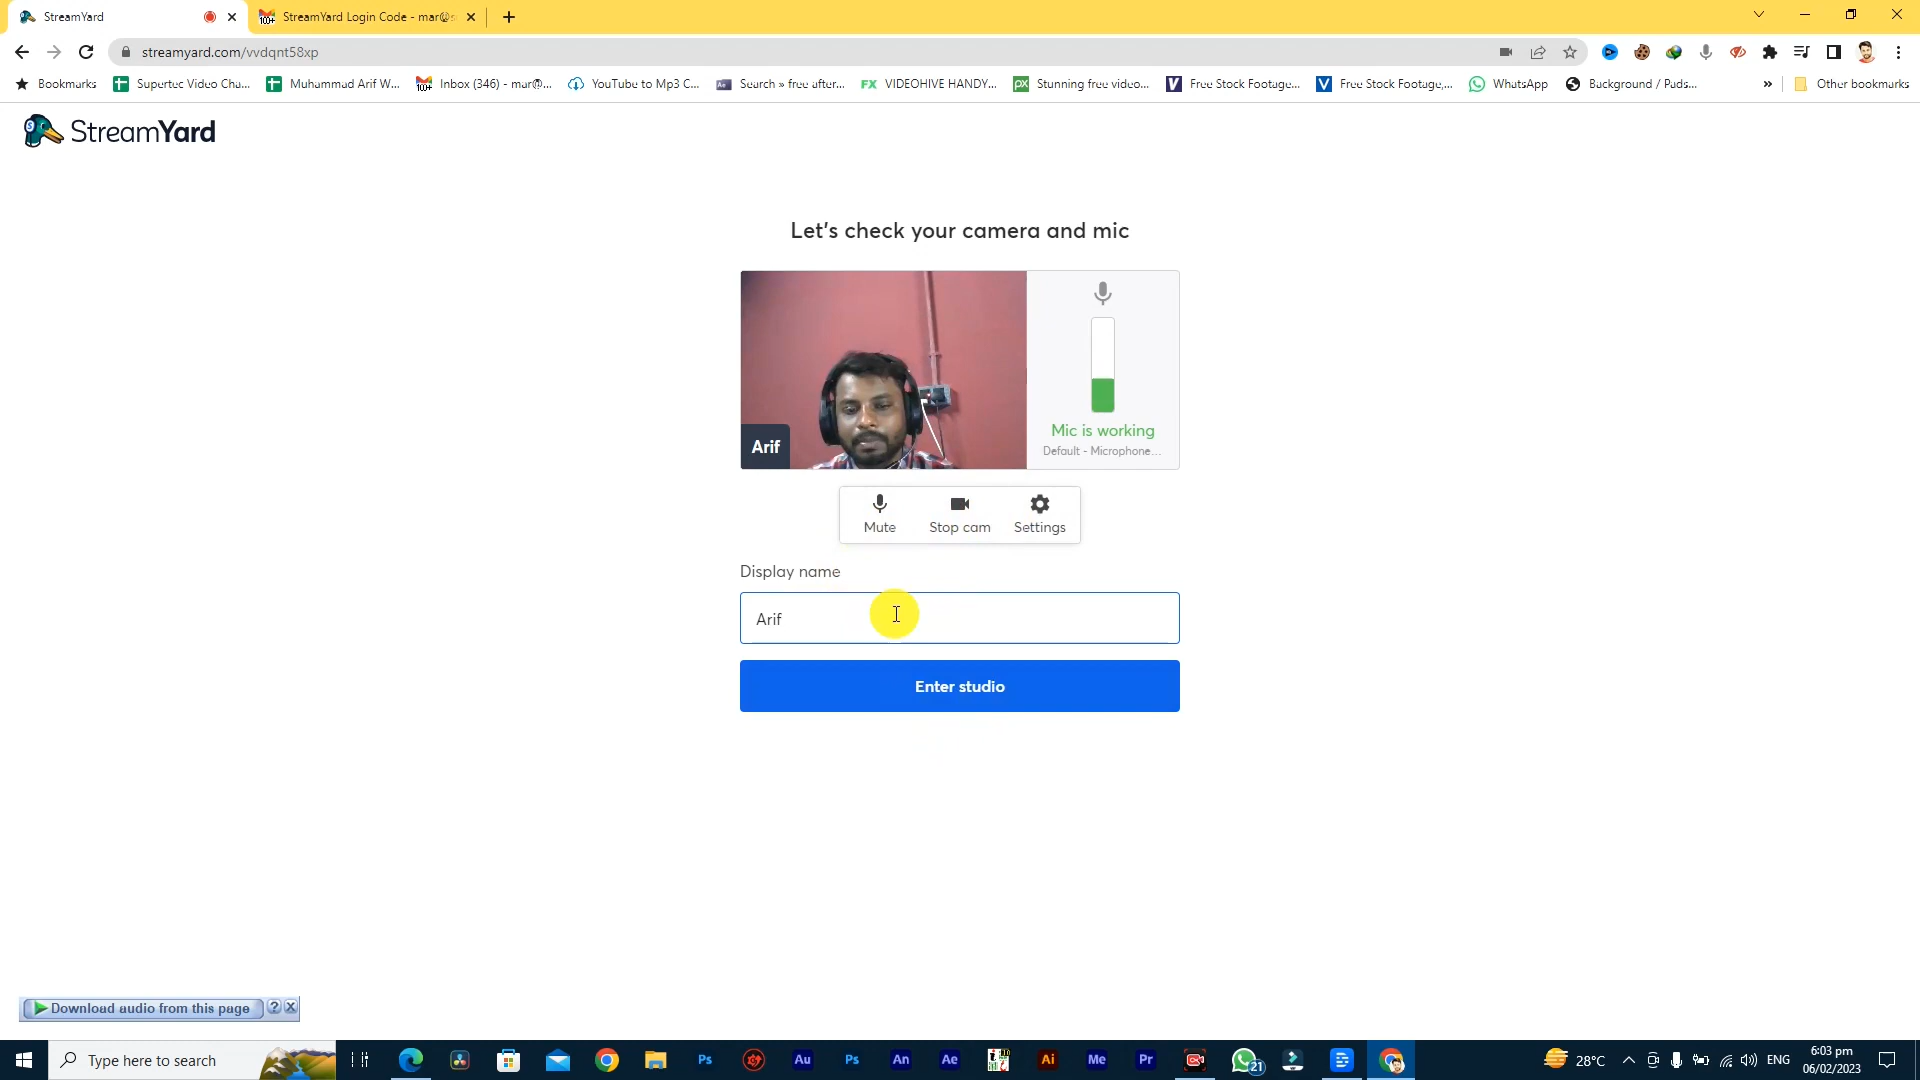 StreamYard
StreamYard Login Code - mar@s
streamyard.com/vvdqnt58xp
Bookmarks
Supertec Video Cha...
Muhammad Arif W...
Inbox (346) - mar@...
YouTube to Mp3 C...
Search » free after...
VIDEOHIVE HANDY...
Stunning free video...
Free Stock Footage...
Free Stock Footage,...
WhatsApp
Background / Pads...
»
Other bookmarks
StreamYard
Let's check your camera and mic
Arif
Mic is working
Default - Microphone...
Mute
Stop cam
Settings
Display name
Arif
Enter studio
Download audio from this page
Type here to search
Ps
Au
Ps
An
Ae
Ai
Me
Pr
21
28°C
ENG
6:03 pm
06/02/2023